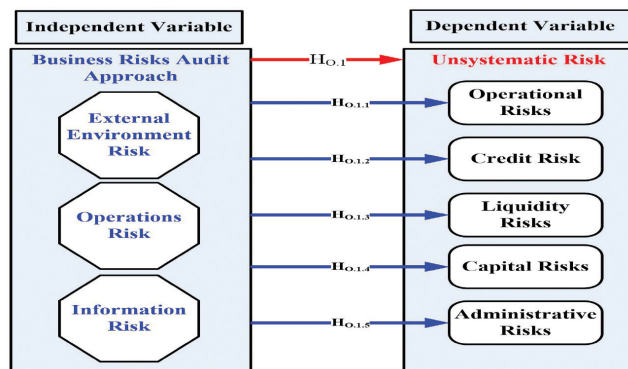 Independent Variable
Dependent Variable
Business Risks Audit
Approach
External
Environment
Risk
Operations
Risk
Information
Risk
HO.1
HO.1.1
HO.1.2
HO.1.3
HO.1.4
HO.1.5
Unsystematic Risk
Operational
Risks
Credit Risk
Liquidity
Risks
Capital Risks
Administrative
Risks